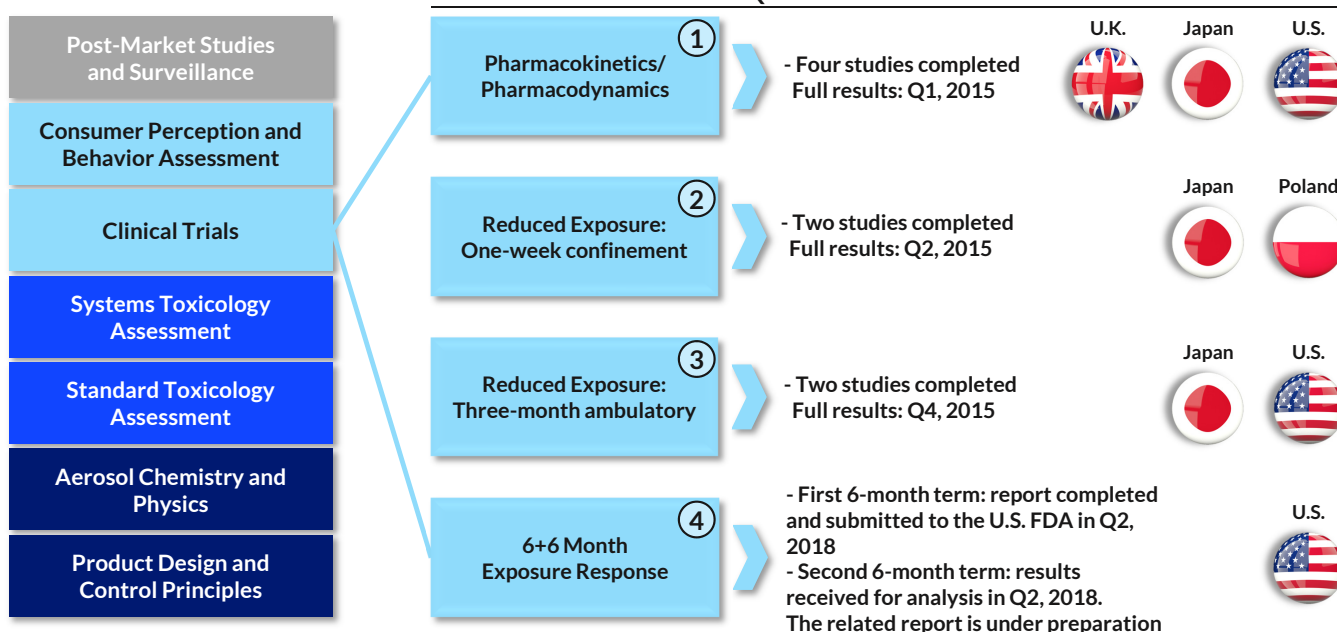 Post-Market Studies
and Surveillance
Consumer Perception and
Behavior Assessment
Clinical Trials
Systems Toxicology
Assessment
Standard Toxicology
Assessment
Aerosol Chemistry and
Physics
Product Design and
Control Principles
1
Pharmacokinetics/
Pharmacodynamics
- Four studies completed
Full results: Q1, 2015
U.K. Japan U.S.
2
Reduced Exposure:
One-week confinement
- Two studies completed
Full results: Q2, 2015
Japan Poland
3
Reduced Exposure:
Three-month ambulatory
- Two studies completed
Full results: Q4, 2015
Japan U.S.
4
6+6 Month
Exposure Response
- First 6-month term: report completed
and submitted to the U.S. FDA in Q2,
2018
- Second 6-month term: results
received for analysis in Q2, 2018.
The related report is under preparation
U.S.